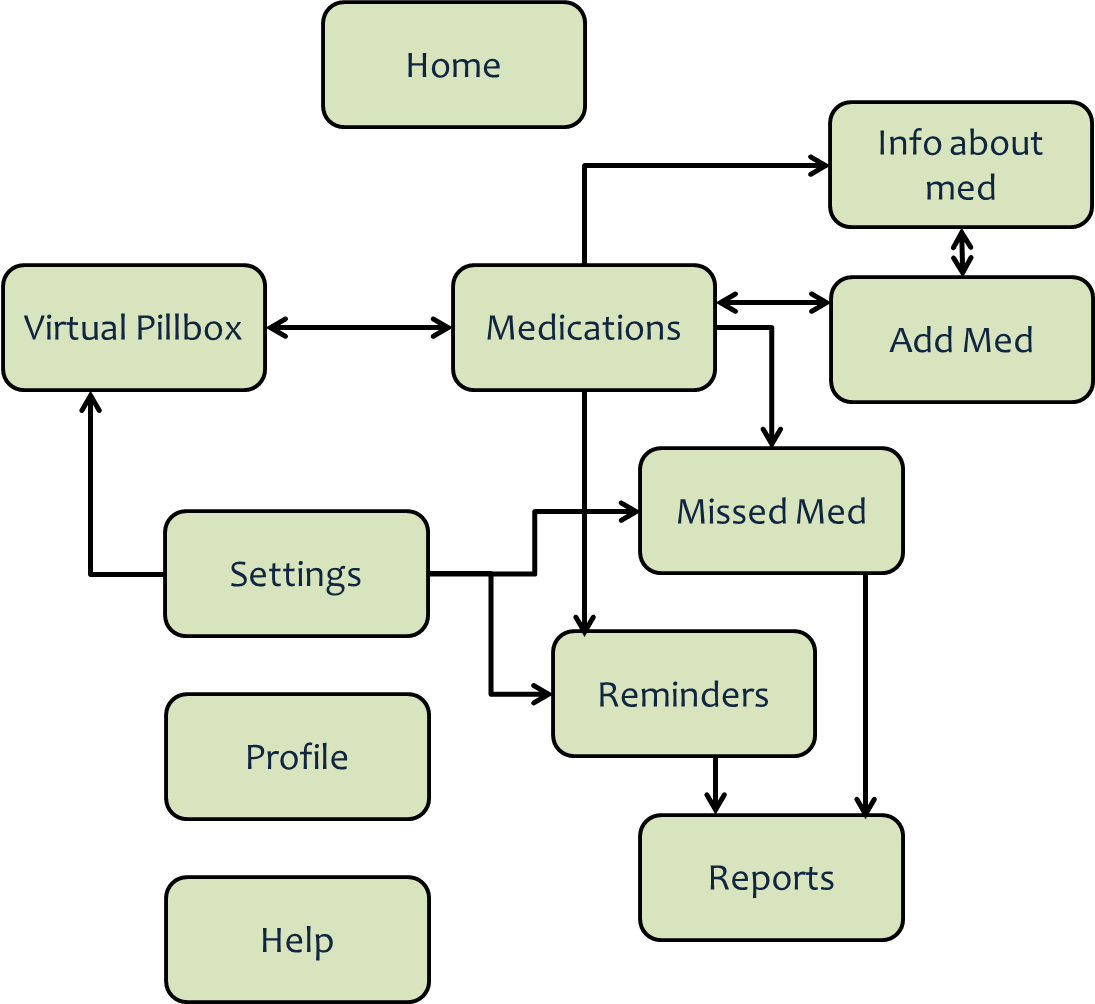 Home
Info about
med
Virtual Pillbox
Medications
Add Med
Missed Med
Settings
Reminders
Profile
Reports
Help